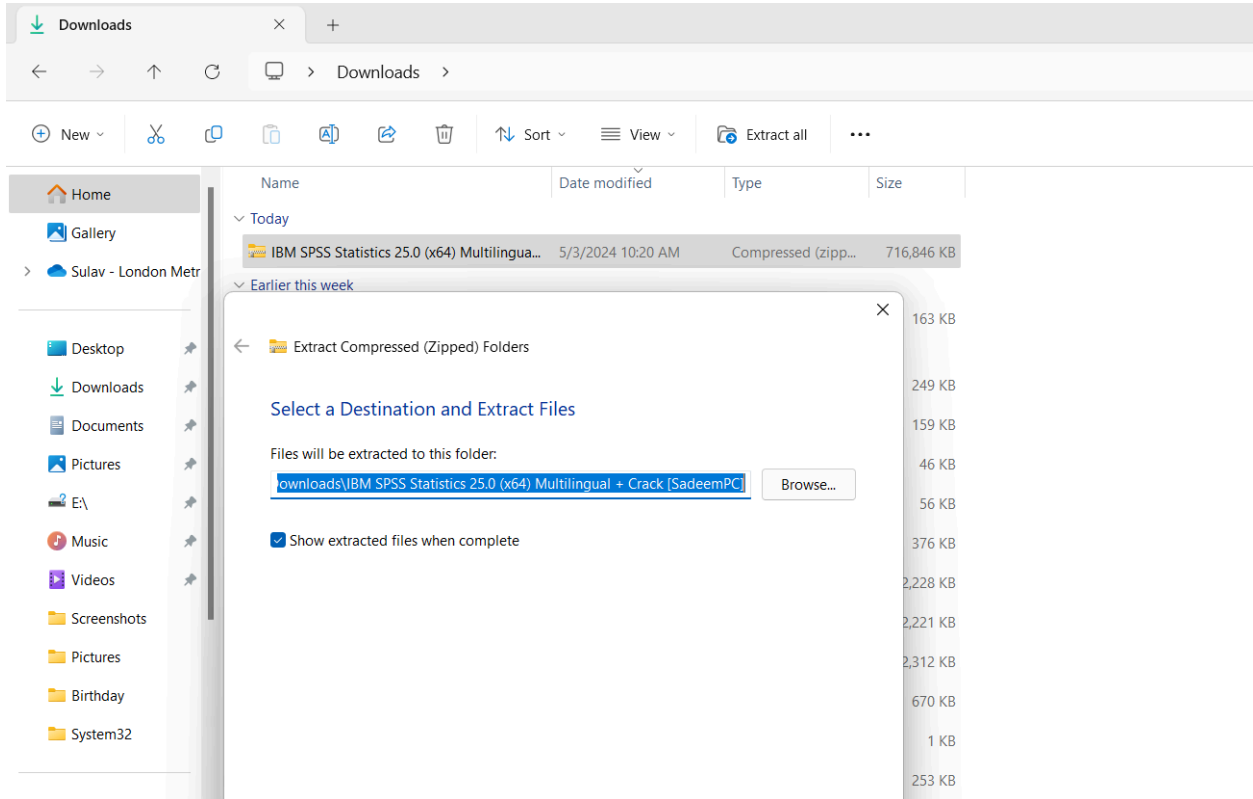 Downloads
Downloads
New
Sort
View
Extract all
Name Date modified Type Size
Home
Gallery
Sulav - London Metr
Desktop
Downloads
Documents
Pictures
E:\
Music
Videos
Screenshots
Pictures
Birthday
System32
Today
IBM SPSS Statistics 25.0 (x64) Multilingua... 5/3/2024 10:20 AM Compressed (zipp... 716,846 KB
Earlier this week
Extract Compressed (Zipped) Folders
Select a Destination and Extract Files
Files will be extracted to this folder:
ownloads\IBM SPSS Statistics 25.0 (x64) Multilingual + Crack [SadeemPC] Browse...
Show extracted files when complete
163 KB
249 KB
159 KB
46 KB
56 KB
376 KB
2,228 KB
2,221 KB
2,312 KB
670 KB
1 KB
253 KB